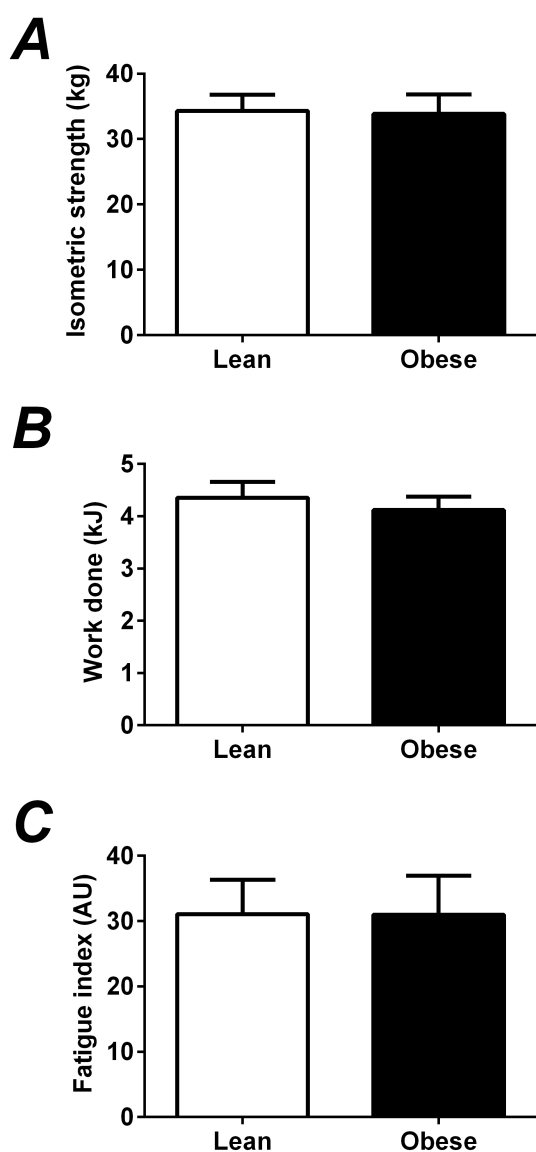 A
Isometric strength (kg)
40
30
20
10
0
Lean Obese
B
Work done (kJ)
5
4
3
2
1
0
Lean Obese
C
Fatigue index (AU)
40
30
20
10
0
Lean Obese